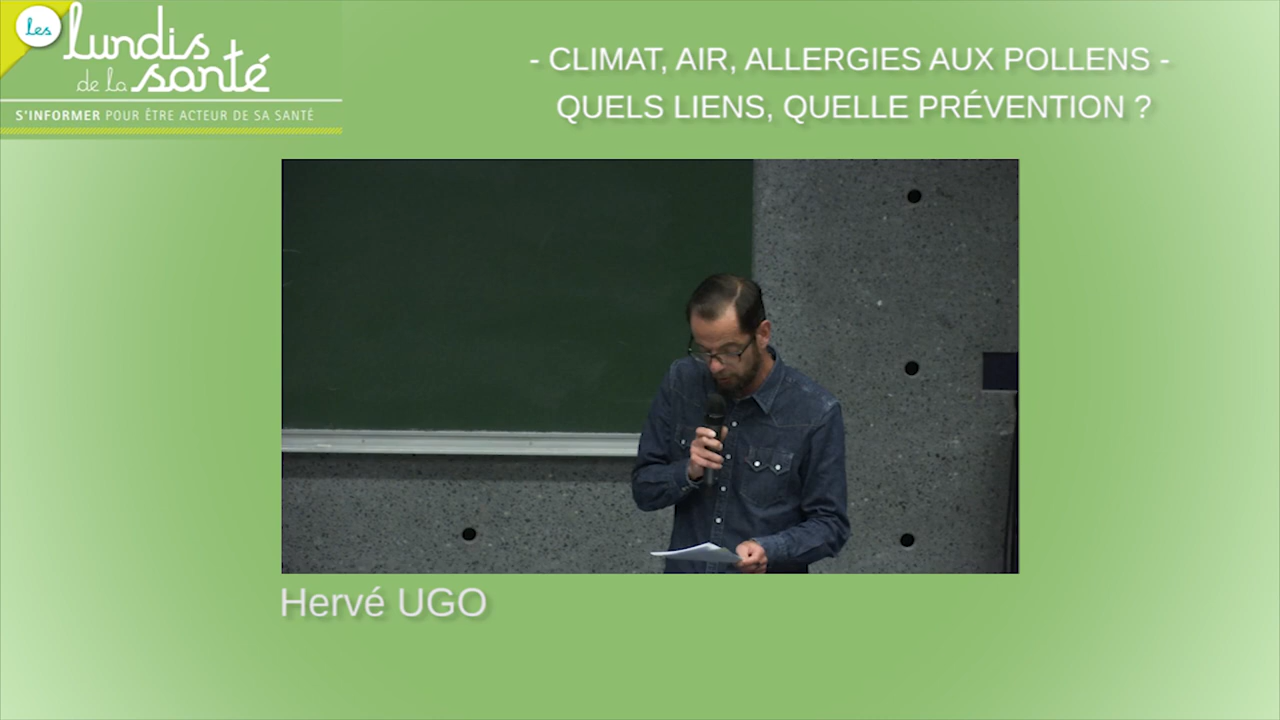 les
lundis
de la santé
S'INFORMER POUR ÊTRE ACTEUR DE SA SANTÉ
- CLIMAT, AIR, ALLERGIES AUX POLLENS -
QUELS LIENS, QUELLE PRÉVENTION ?
Hervé UGO